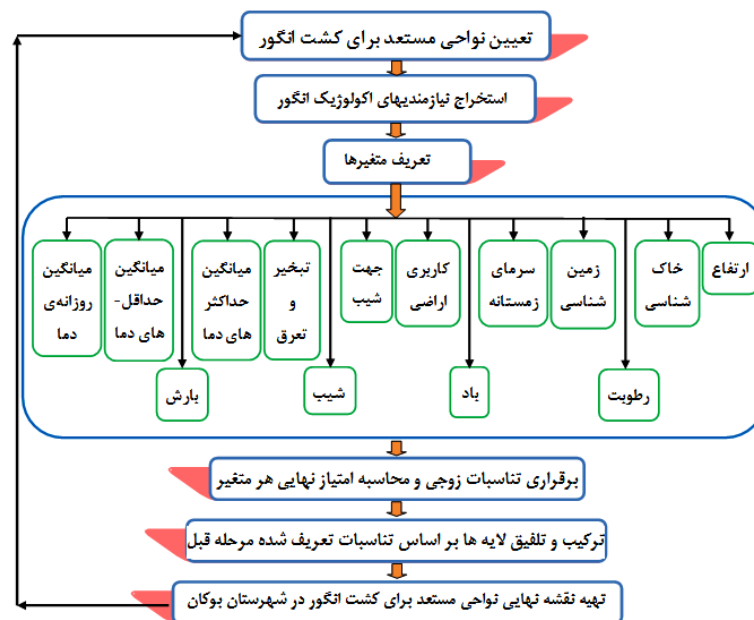 تعیین نواحی مستعد برای کشت انگور
استخراج نیازمندیهای اکولوژیک انگور
تعریف متغیرها
ارتفاع
خاک
شناسی
زمین
شناسی
سرمای
زمستانه
کاربری
اراضی
جهت
شیب
تبخیر
و
تعرق
میانگین
حداکثر
های دما
میانگین
حداقل-
های دما
میانگین
روزانه‌ی
دما
رطوبت
باد
شیب
بارش
برقراری تناسبات زوجی و محاسبه امتیاز نهایی هر متغیر
ترکیب و تلفیق لایه ها بر اساس تناسبات تعریف شده مرحله قبل
تهیه نقشه نهایی نواحی مستعد برای کشت انگور در شهرستان بوکان